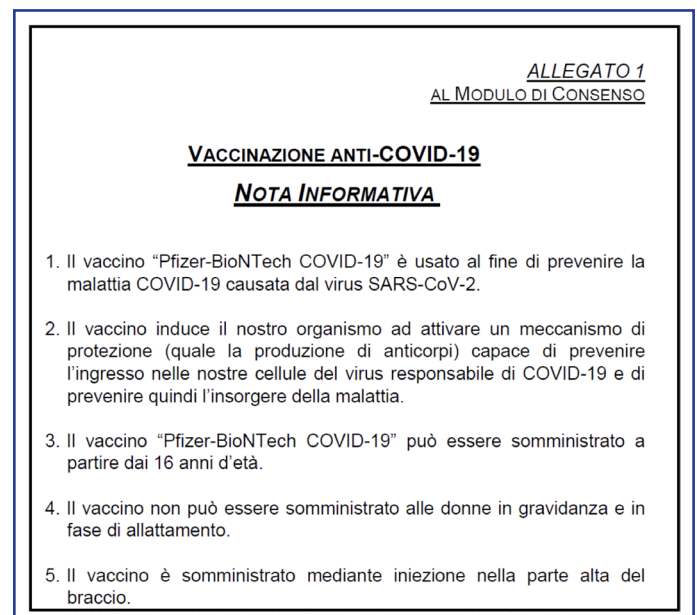 ALLEGATO 1
AL MODULO DI CONSENSO
VACCINAZIONE ANTI-COVID-19
NOTA INFORMATIVA
1. Il vaccino “Pfizer-BioNTech COVID-19” è usato al fine di prevenire la
malattia COVID-19 causata dal virus SARS-CoV-2.
2. Il vaccino induce il nostro organismo ad attivare un meccanismo di
protezione (quale la produzione di anticorpi) capace di prevenire
l’ingresso nelle nostre cellule del virus responsabile di COVID-19 e di
prevenire quindi l’insorgere della malattia.
3. Il vaccino “Pfizer-BioNTech COVID-19” può essere somministrato a
partire dai 16 anni d’età.
4. Il vaccino non può essere somministrato alle donne in gravidanza e in
fase di allattamento.
5. Il vaccino è somministrato mediante iniezione nella parte alta del
braccio.